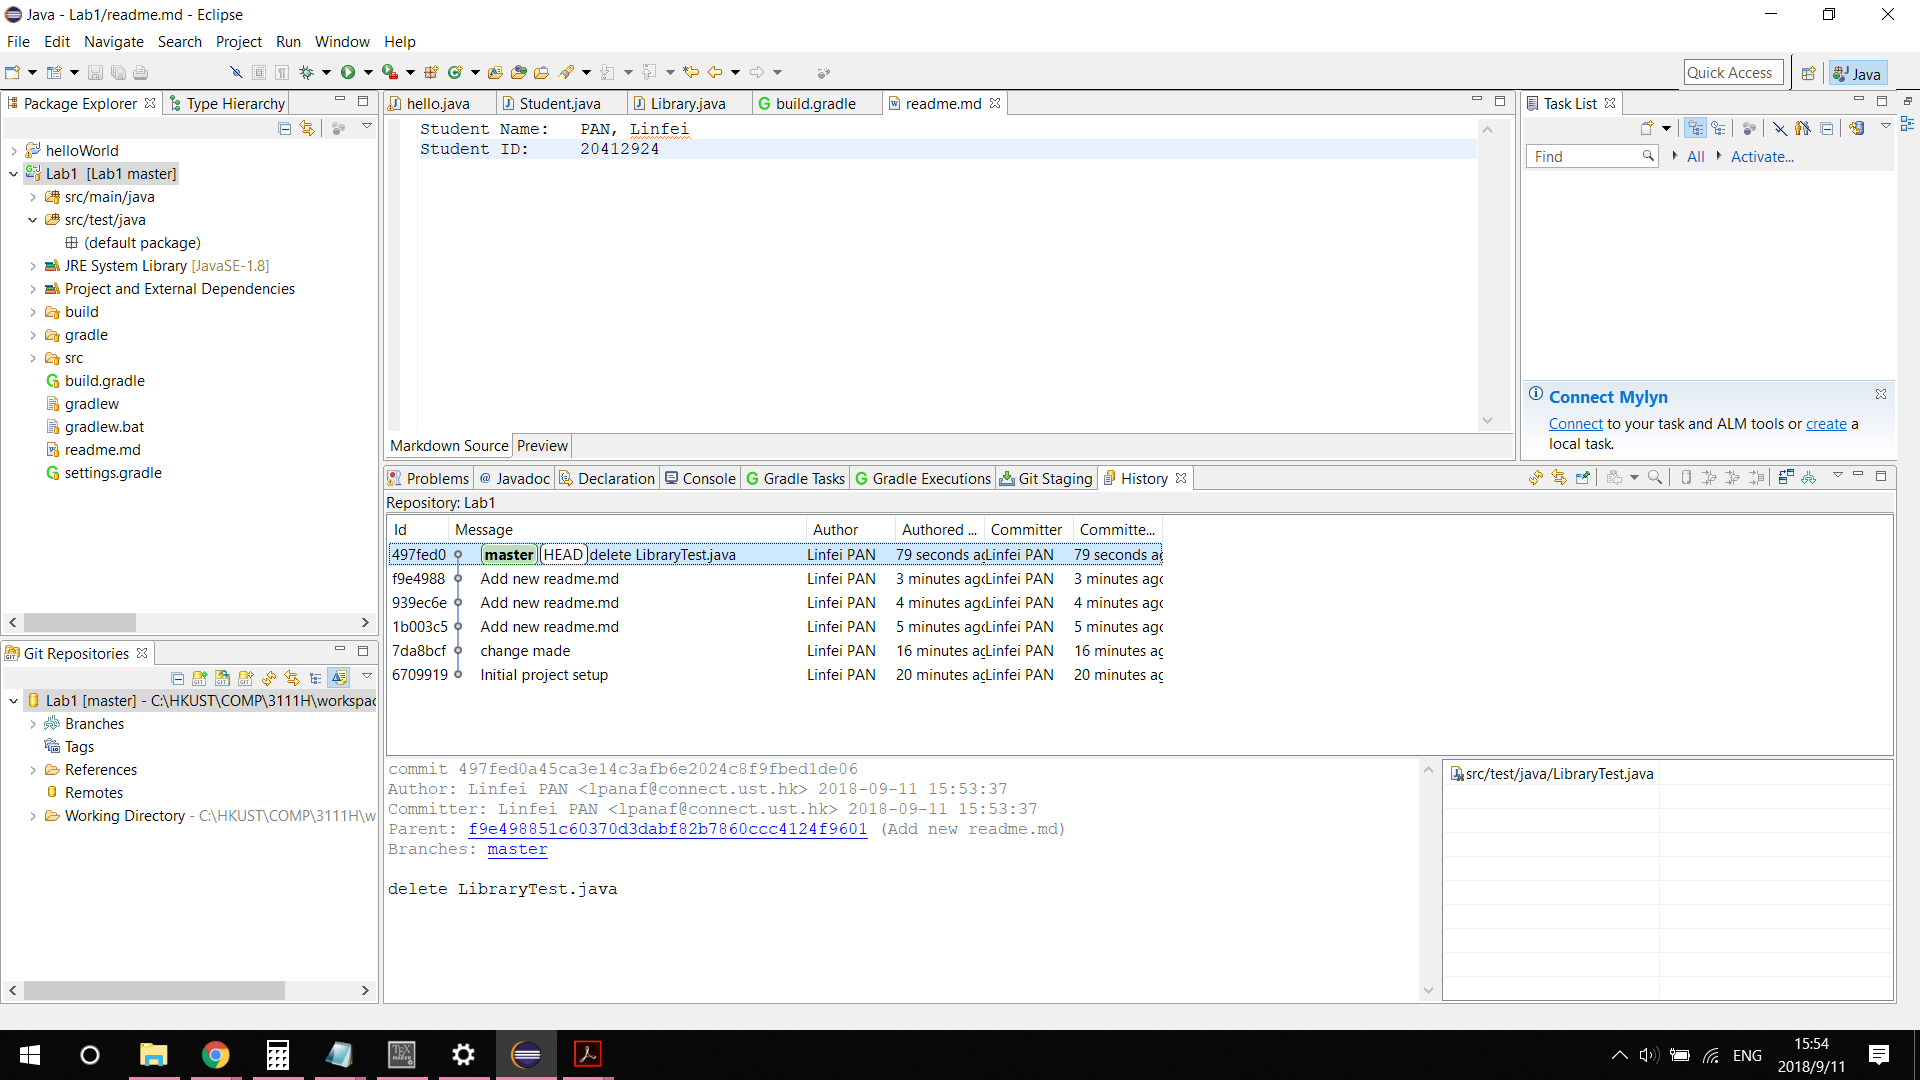 Java - Lab1/readme.md - Eclipse
File Edit Navigate Search Project Run Window Help
Quick Access
Java
Package Explorer
Type Hierarchy
helloWorld
Lab1 [Lab1 master]
src/main/java
src/test/java
(default package)
JRE System Library [JavaSE-1.8]
Project and External Dependencies
build
gradle
src
build.gradle
gradlew
gradlew.bat
readme.md
settings.gradle
Git Repositories
Lab1 [master] - C:\HKUST\COMP\3111H\workspac
Branches
Tags
References
Remotes
Working Directory - C:\HKUST\COMP\3111H\w
hello.java Student.java Library.java build.gradle readme.md
Student Name: PAN, Linfei
Student ID: 20412924
Markdown Source Preview
Task List
Find
All Activate...
Connect Mylyn
Connect to your task and ALM tools or create a
local task.
Problems @ Javadoc Declaration Console Gradle Tasks Gradle Executions Git Staging History
Repository: Lab1
Id Message Author Authored ... Committer Committe...
497fed0 master HEAD delete LibraryTest.java Linfei PAN 79 seconds ag Linfei PAN 79 seconds ag
f9e4988 Add new readme.md Linfei PAN 3 minutes ago Linfei PAN 3 minutes ago
939ec6e Add new readme.md Linfei PAN 4 minutes ago Linfei PAN 4 minutes ago
1b003c5 Add new readme.md Linfei PAN 5 minutes ago Linfei PAN 5 minutes ago
7da8bcf change made Linfei PAN 16 minutes ag Linfei PAN 16 minutes ag
6709919 Initial project setup Linfei PAN 20 minutes ag Linfei PAN 20 minutes ag
commit 497fed0a45ca3e14c3afb6e2024c8f9fbed1de06
Author: Linfei PAN <lpanaf@connect.ust.hk> 2018-09-11 15:53:37
Committer: Linfei PAN <lpanaf@connect.ust.hk> 2018-09-11 15:53:37
Parent: f9e498851c60370d3dabf82b7860ccc4124f9601 (Add new readme.md)
Branches: master
delete LibraryTest.java
src/test/java/LibraryTest.java
ENG
15:54
2018/9/11